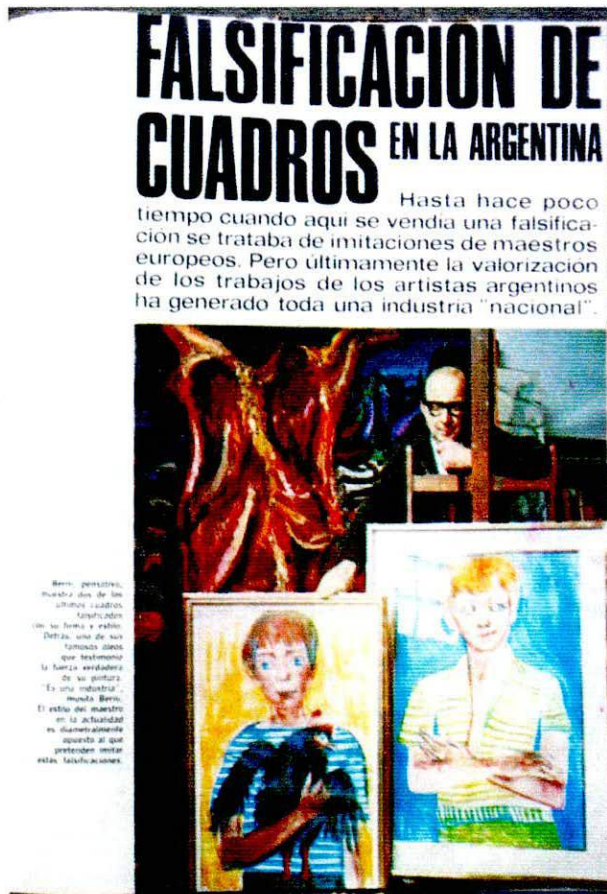 FALSIFICACION DE
CUADROS EN LA ARGENTINA
Hasta hace poco
tiempo cuando aqui se vendia una falsifica-
ción se trataba de imitaciones de maestros
europeos. Pero últimamente la valorización
de los trabajos de los artistas argentinos
ha generado toda una industria "nacional".
Berni, pensativo,
muestra dos de los
últimos cuadros
falsificados
con su firma y estilo.
Detrás, uno de sus
famosos óleos
que testimonia
la fuerza verdadera
de su pintura.
"Es una industria",
musita Berni.
El estilo del maestro
en la actualidad
es diametralmente
opuesto al que
pretenden imitar
estas falsificaciones.